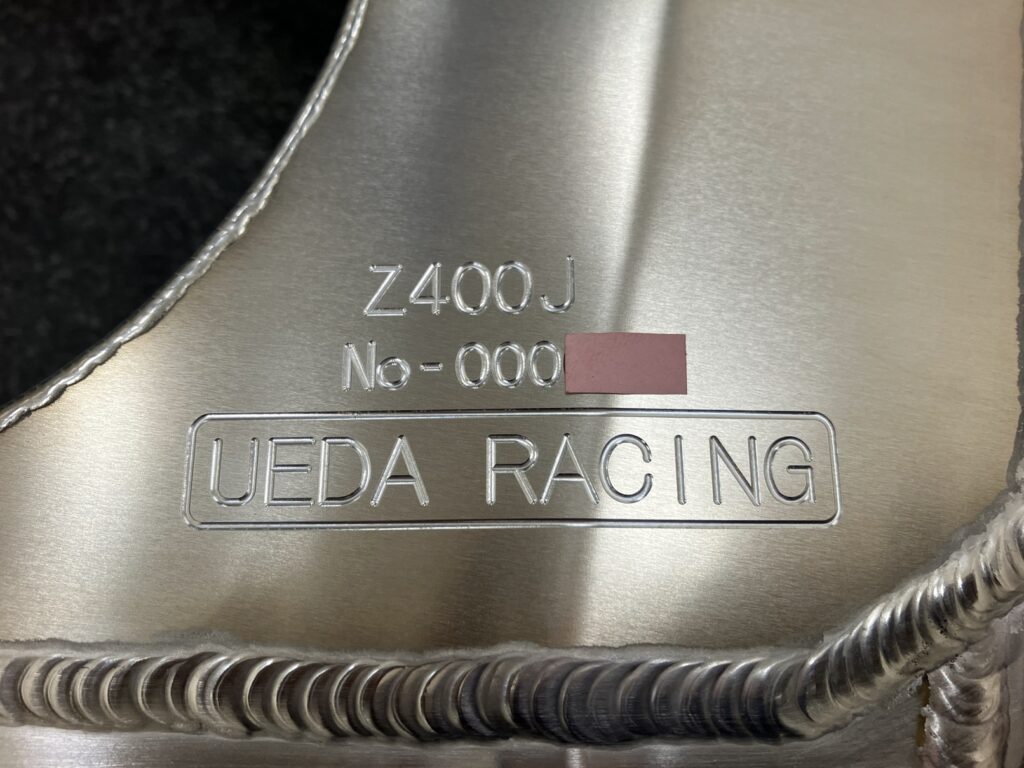 Z400J
No-000
UEDA RACING